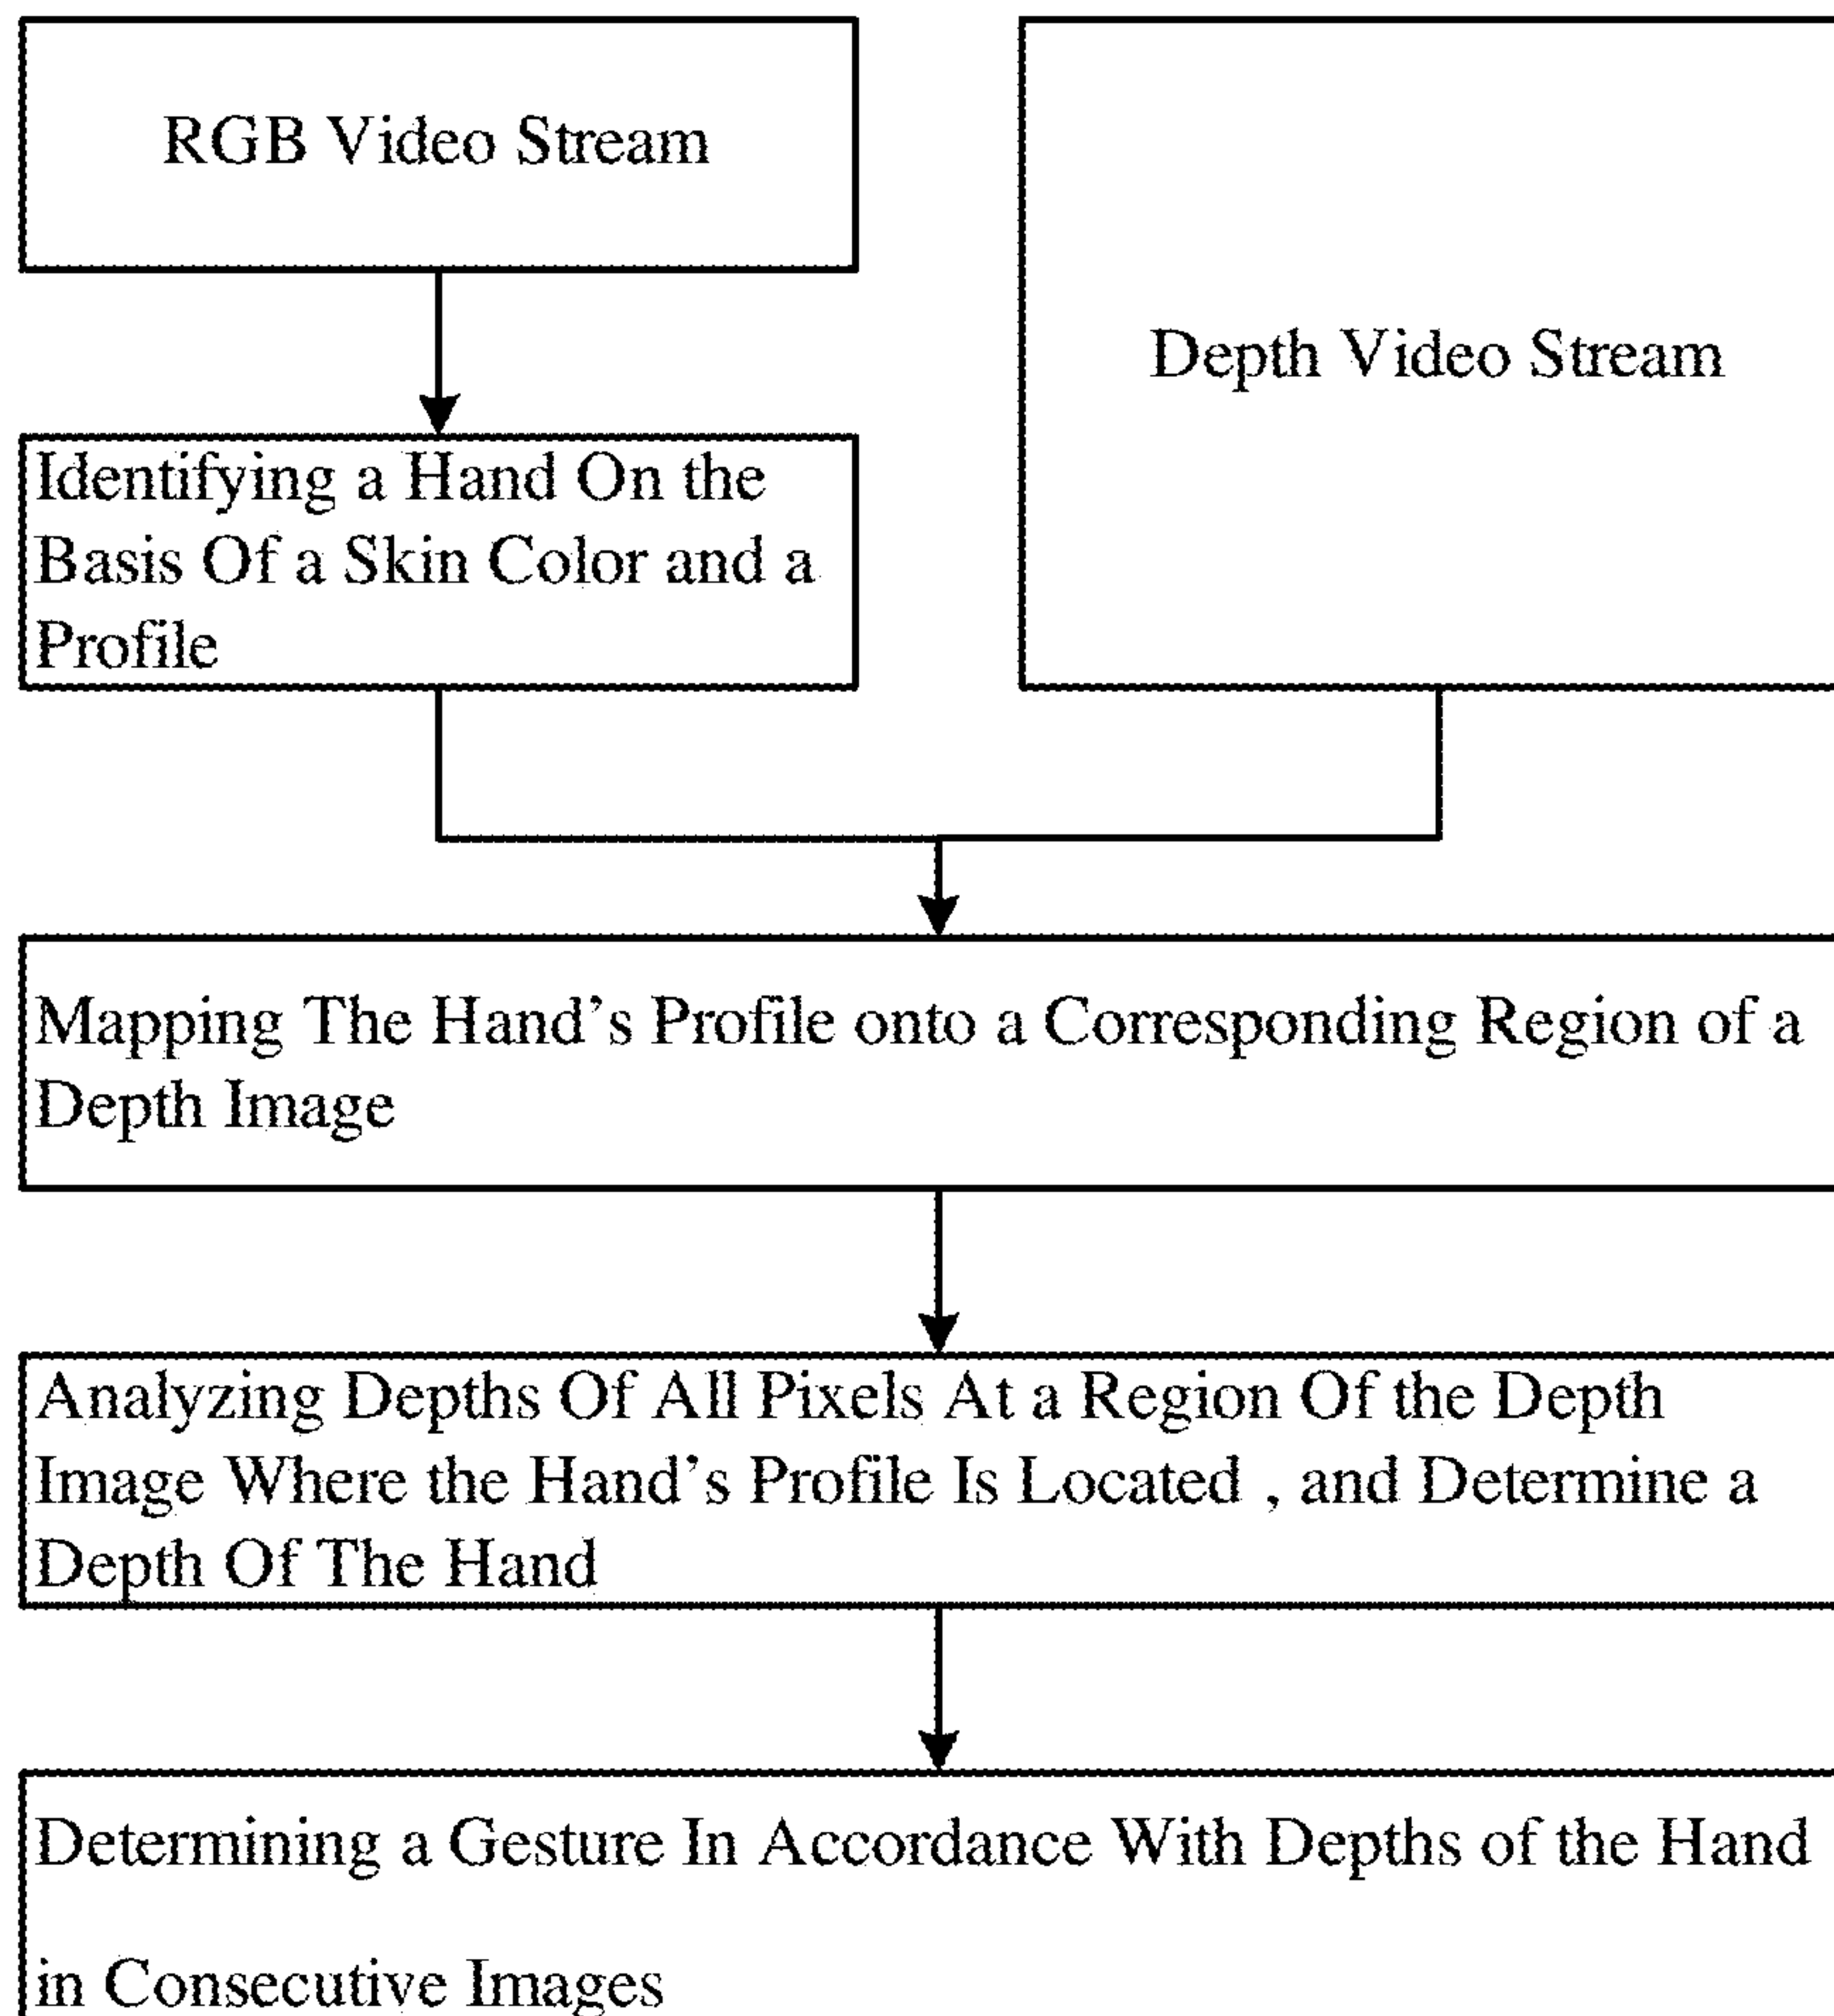 RGB Video Stream
Depth Video Stream
Identifying a Hand On the
Basis Of a Skin Color and a
Profile
Mapping The Hand's Profile onto a Corresponding Region of a
Depth Image
Analyzing Depths Of All Pixels At a Region Of the Depth
Image Where the Hand's Profile Is Located , and Determine a
Depth Of The Hand
Determining a Gesture In Accordance With Depths of the Hand
in Consecutive Images